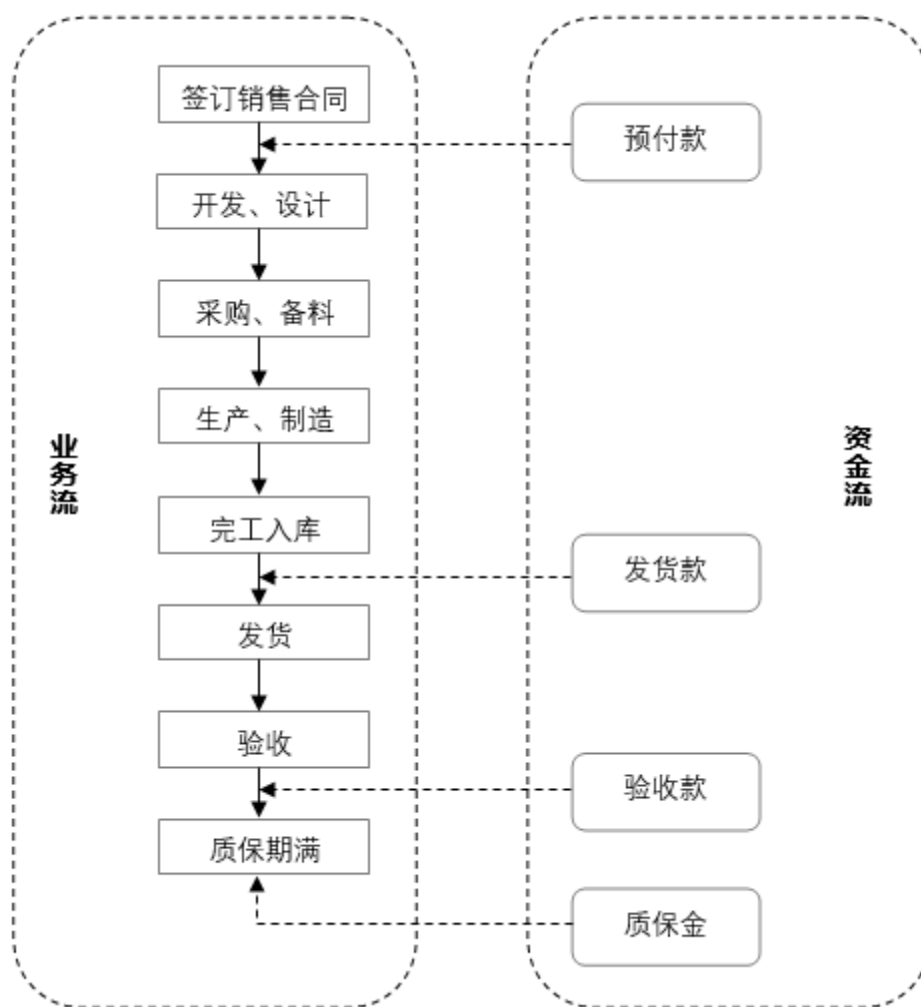 签订销售合同
预付款
开发、设计
采购、备料
生产、制造
业务流
资金流
完工入库
发货款
发货
验收
验收款
质保期满
质保金